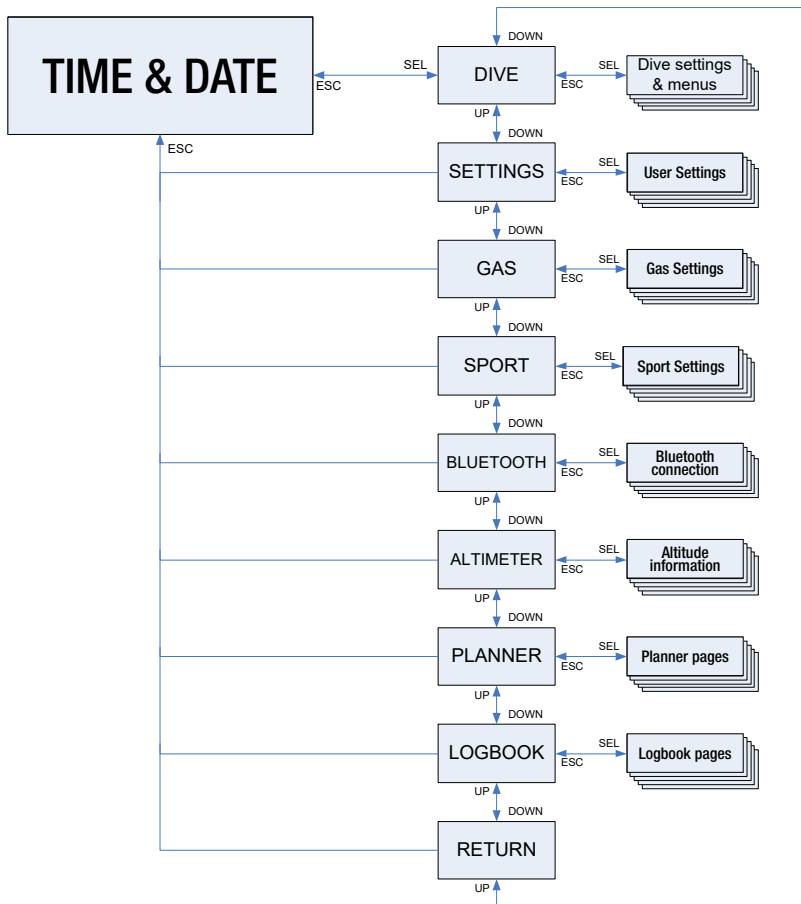 DOWN
TIME & DATE
SEL
ESC
DIVE
SEL
ESC
Dive settings
& menus
UP
DOWN
ESC
SETTINGS
SEL
ESC
User Settings
UP
DOWN
GAS
SEL
ESC
Gas Settings
UP
DOWN
SPORT
SEL
ESC
Sport Settings
UP
DOWN
BLUETOOTH
SEL
ESC
Bluetooth
connection
UP
DOWN
ALTIMETER
SEL
ESC
Altitude
information
UP
DOWN
PLANNER
SEL
ESC
Planner pages
UP
DOWN
LOGBOOK
SEL
ESC
Logbook pages
UP
DOWN
RETURN
UP